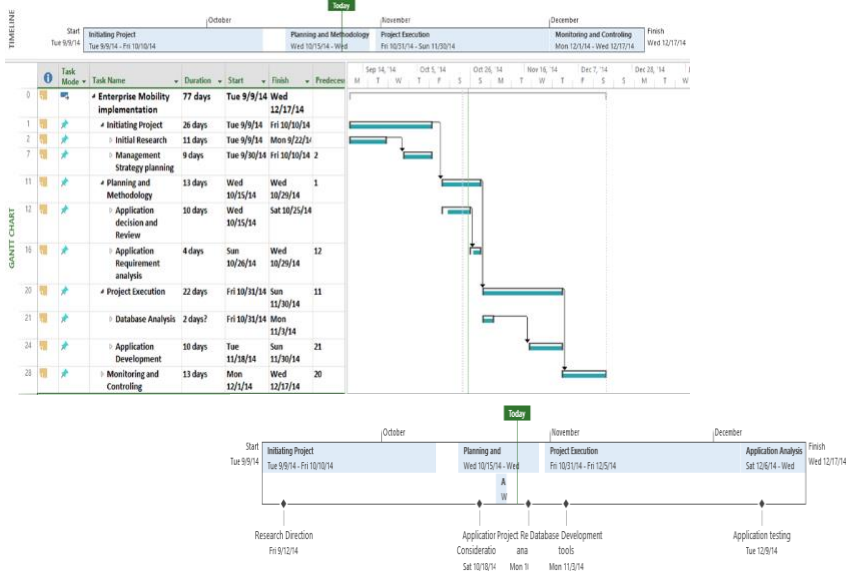 Today
TIMELINE
October
November
December
Start
Tue 9/9/14
Initiating Project
Tue 9/9/14 - Fri 10/10/14
Planning and Methodology
Wed 10/15/14 - Wed
Project Execution
Fri 10/31/14 - Sun 11/30/14
Monitoring and Controling
Mon 12/1/14 - Wed 12/17/14
Finish
Wed 12/17/14
GANTT CHART
Task Mode Task Name Duration Start Finish Predeces
Sep 14, '14 Oct 5, '14 Oct 26, '14 Nov 16, '14 Dec 7, '14 Dec 28, '14
M T W T F S S M T W T F S S M T W
0 Enterprise Mobility implementation 77 days Tue 9/9/14 Wed 12/17/14
1 Initiating Project 26 days Tue 9/9/14 Fri 10/10/14
2 Initial Research 11 days Tue 9/9/14 Mon 9/22/14
7 Management Strategy planning 9 days Tue 9/30/14 Fri 10/10/14 2
11 Planning and Methodology 13 days Wed 10/15/14 Wed 10/29/14 1
12 Application decision and Review 10 days Wed 10/15/14 Sat 10/25/14
16 Application Requirement analysis 4 days Sun 10/26/14 Wed 10/29/14 12
20 Project Execution 22 days Fri 10/31/14 Sun 11/30/14 11
21 Database Analysis 2 days? Fri 10/31/14 Mon 11/3/14
24 Application Development 10 days Tue 11/18/14 Sun 11/30/14 21
28 Monitoring and Controling 13 days Mon 12/1/14 Wed 12/17/14 20
Today
October
November
December
Start
Tue 9/9/14
Initiating Project
Tue 9/9/14 - Fri 10/10/14
Planning and
Wed 10/15/14 - Wed
Project Execution
Fri 10/31/14 - Fri 12/5/14
Application Analysis
Sat 12/6/14 - Wed
Finish
Wed 12/17/14
A
W
Research Direction
Fri 9/12/14
Application
Consideratio
Sat 10/18/14
Project Re
ana
Mon 1
Database Development
tools
Mon 11/3/14
Application testing
Tue 12/9/14